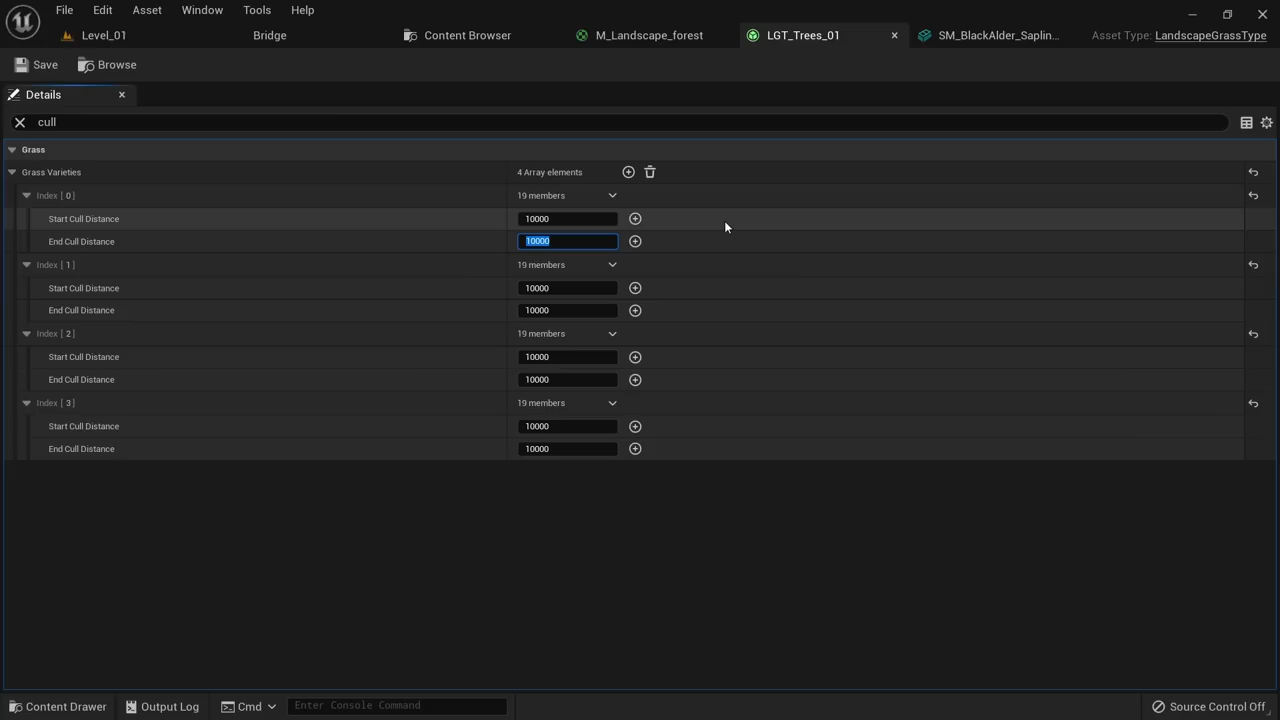 File Edit Asset Window Tools Help
Level_01 Bridge Content Browser M_Landscape_forest LGT_Trees_01 SM_BlackAlder_Saplin... Asset Type: LandscapeGrassType
Save Browse
Details
cull
Grass
Grass Varieties 4 Array elements
Index [ 0 ] 19 members
Start Cull Distance 10000
End Cull Distance 10000
Index [ 1 ] 19 members
Start Cull Distance 10000
End Cull Distance 10000
Index [ 2 ] 19 members
Start Cull Distance 10000
End Cull Distance 10000
Index [ 3 ] 19 members
Start Cull Distance 10000
End Cull Distance 10000
Content Drawer Output Log Cmd Enter Console Command Source Control Off